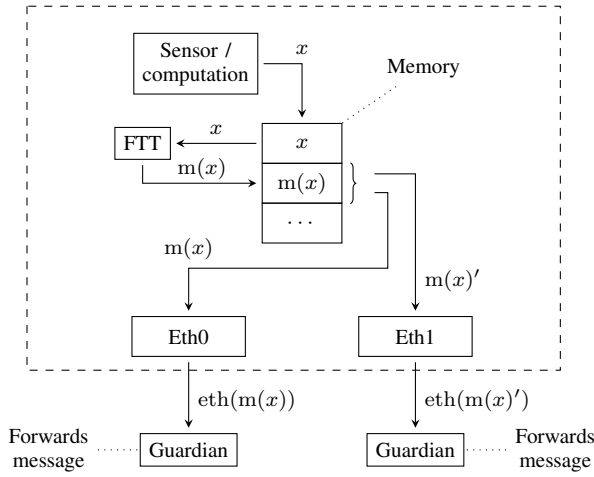 Sensor /
computation
x
Memory
FTT
x
x
m(x)
m(x)
...
m(x)
m(x)′
Eth0
Eth1
eth(m(x))
eth(m(x)′)
Forwards
message
Guardian
Guardian
Forwards
message